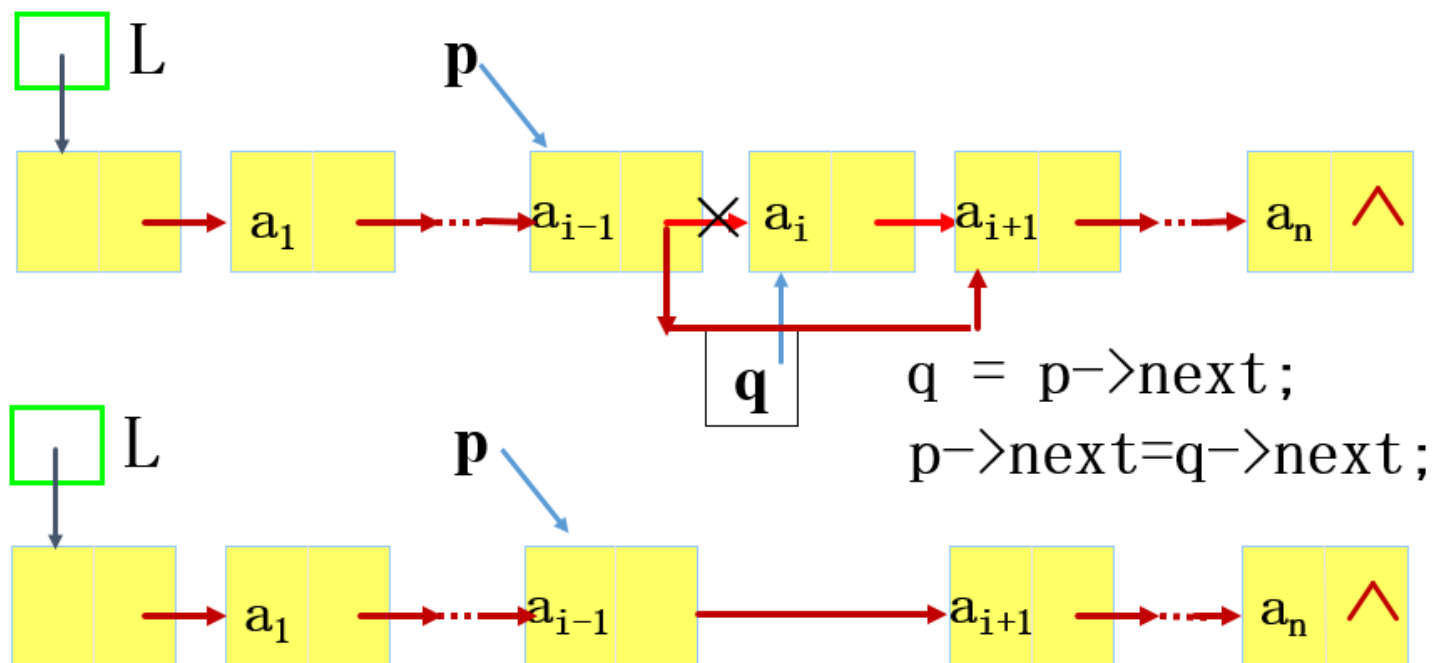 L
p
a₁ aᵢ₋₁ aᵢ aᵢ₊₁ aₙ ∧
q
q = p->next;
p->next=q->next;
L
p
a₁ aᵢ₋₁ aᵢ₊₁ aₙ ∧